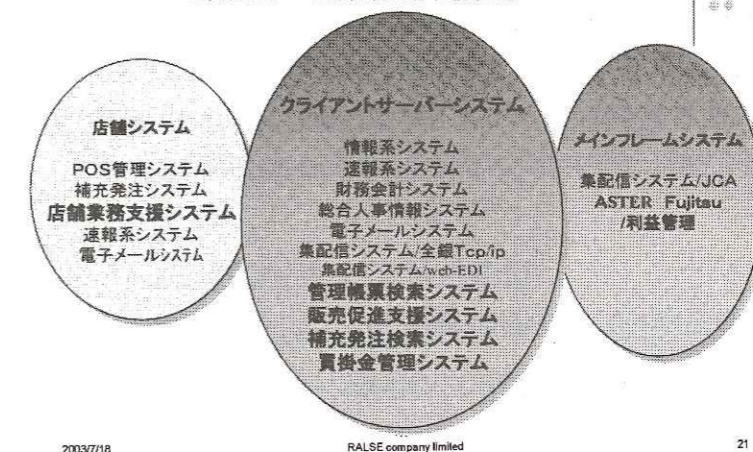 店舗システム
POS管理システム
補充発注システム
店舗業務支援システム
速報系システム
電子メールシステム
クライアントサーバーシステム
情報系システム
速報系システム
財務会計システム
総合人事情報システム
電子メールシステム
集配信システム/全銀Tcp/ip
集配信システム/web-EDI
管理帳票検索システム
販売促進支援システム
補充発注検索システム
買掛金管理システム
メインフレームシステム
集配信システム/JCA
ASTER Fujitsu
/利益管理
2003/7/18
RALSE company limited
21